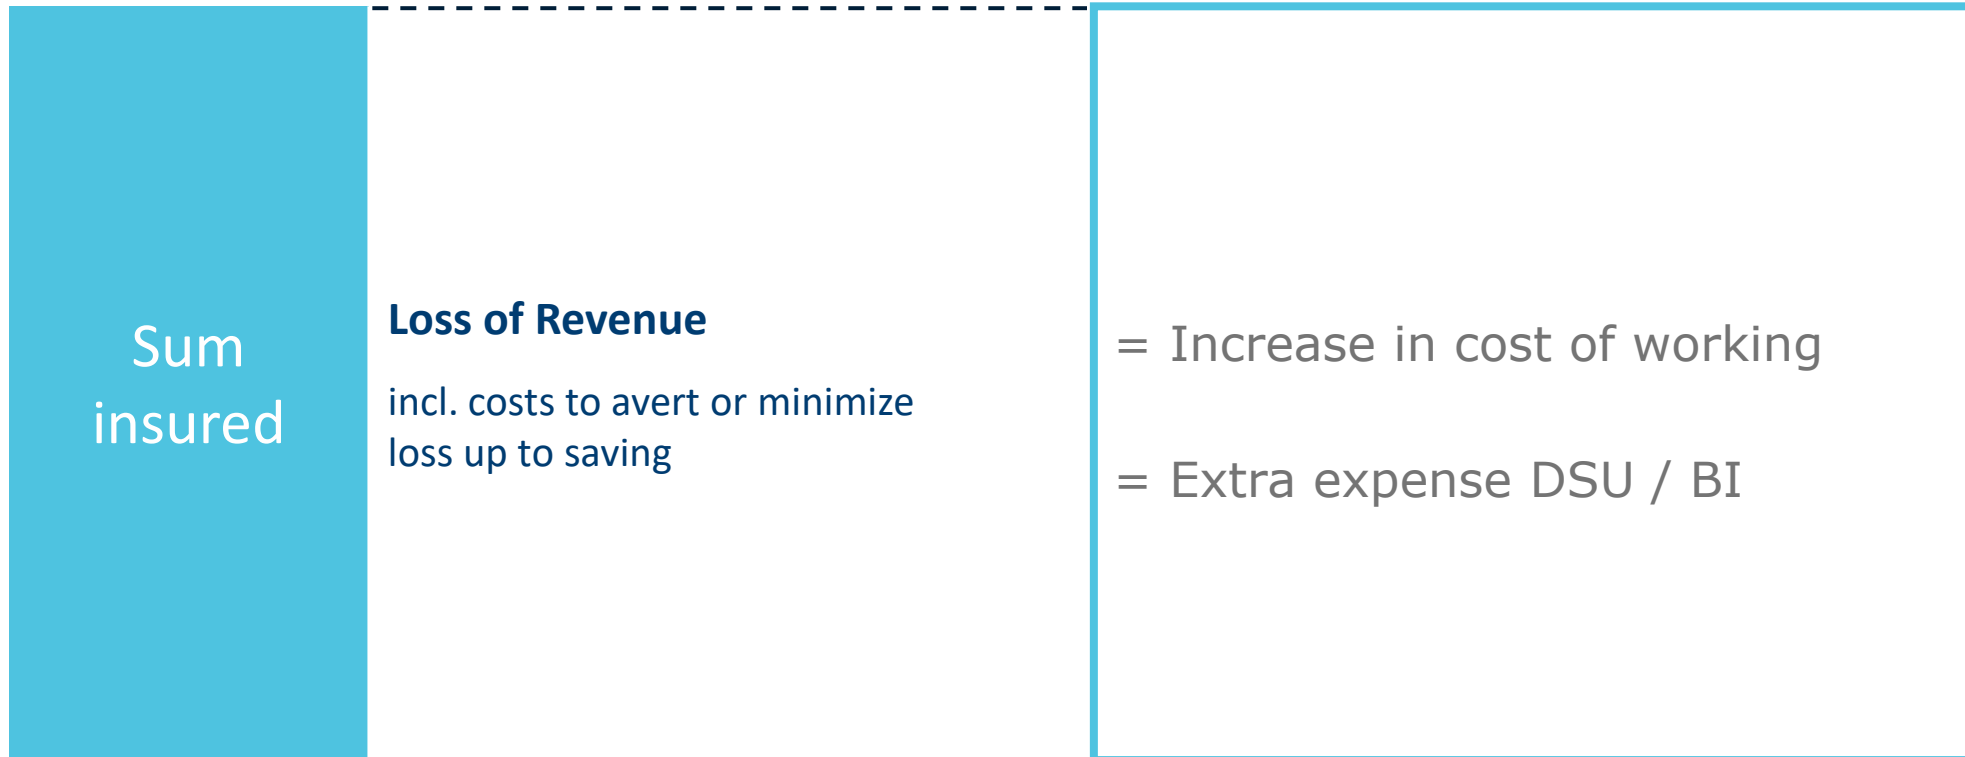 Sum
insured
Loss of Revenue
incl. costs to avert or minimize
loss up to saving
= Increase in cost of working
= Extra expense DSU / BI